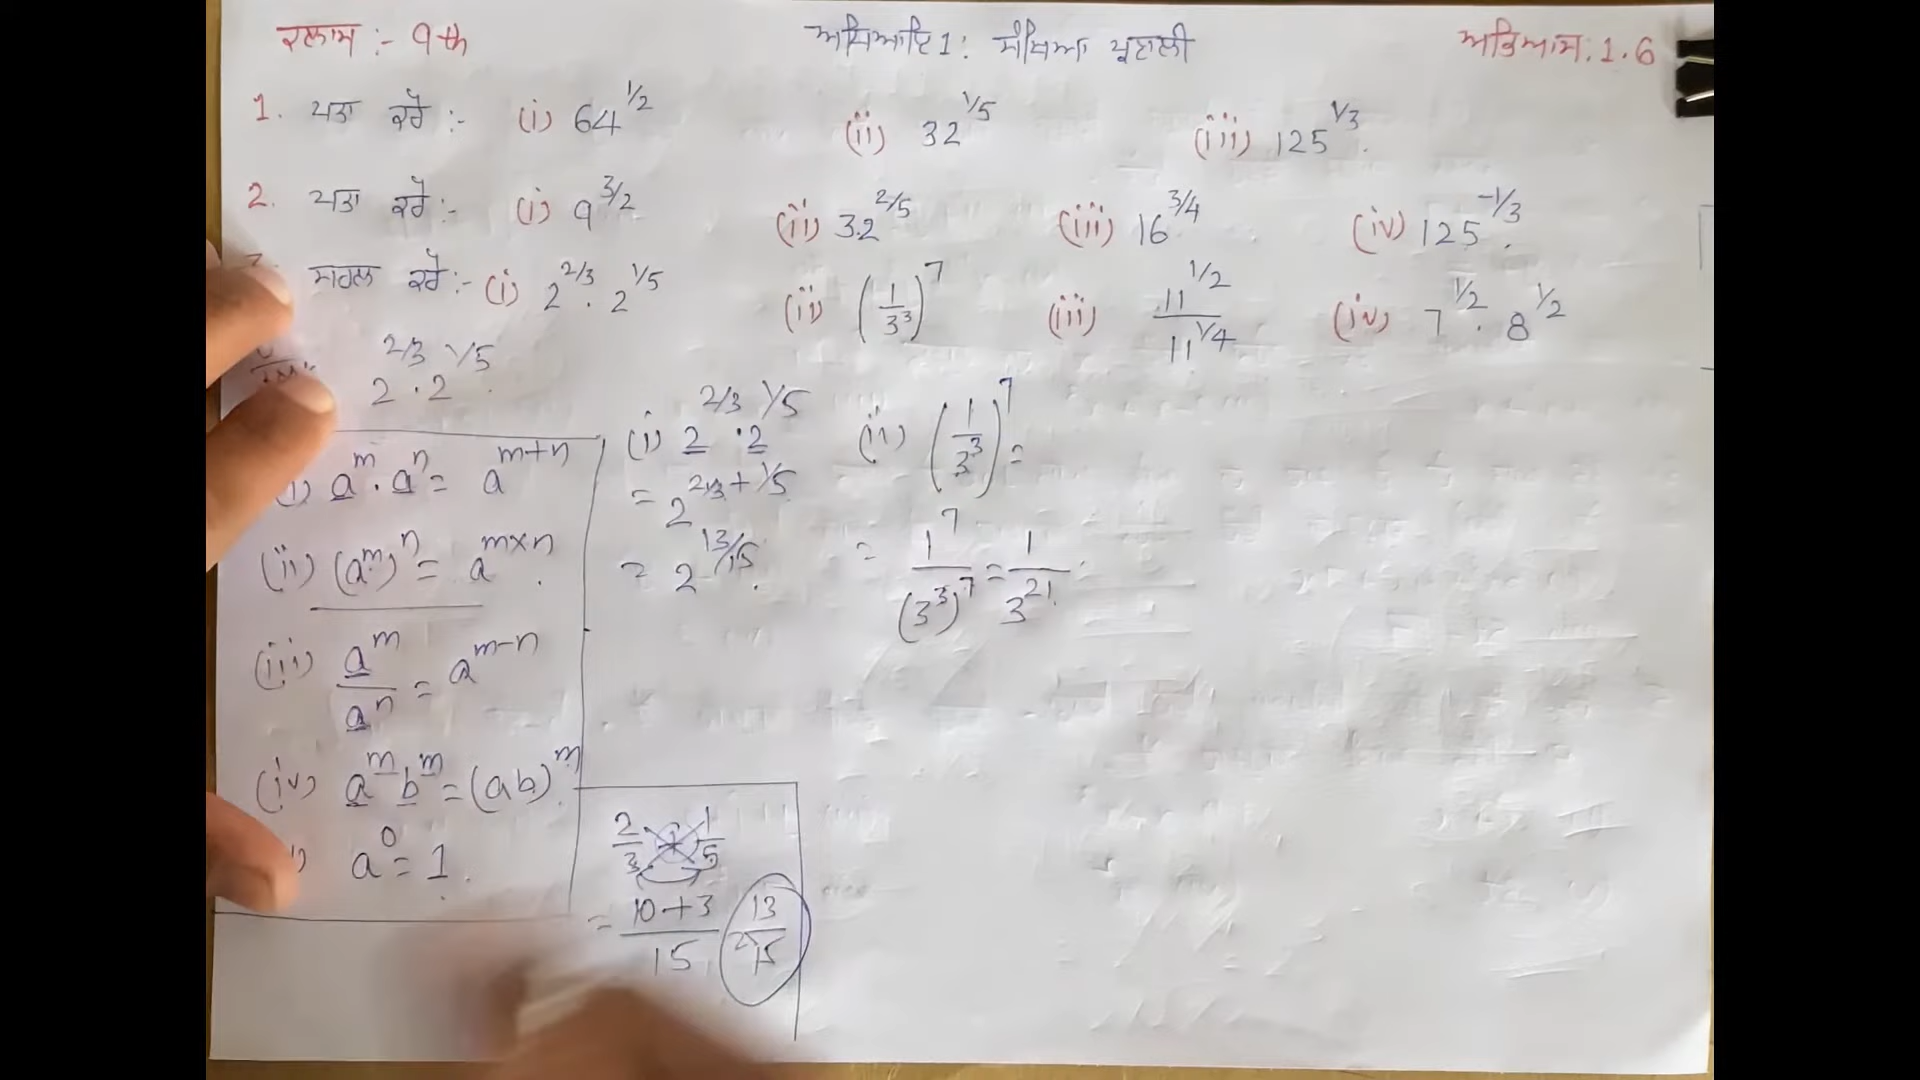 ਕਲਾਸ :- 9th ਅਧਿਆਇ 1: ਸੰਖਿਆ ਪ੍ਰਣਾਲੀ ਅਭਿਆਸ: 1.6
1. ਪਤਾ ਕਰੋ :- (i) 64^{1/2} (ii) 32^{1/5} (iii) 125^{1/3}.
2. ਪਤਾ ਕਰੋ :- (i) 9^{3/2} (ii) 32^{2/5} (iii) 16^{3/4} (iv) 125^{-1/3}.
ਸਰਲ ਕਰੋ :- (i) 2^{2/3} . 2^{1/5} (ii) (1/3^3)^7 (iii) 11^{1/2} / 11^{1/4} (iv) 7^{1/2} . 8^{1/2}
2^{2/3} . 2^{1/5}.
(i) a^m . a^n = a^{m+n}
(ii) (a^m)^n = a^{m×n}.
(iii) a^m / a^n = a^{m-n}
(iv) a^m b^m = (ab)^m.
a^0 = 1.
(i) 2^{2/3} . 2^{1/5}
= 2^{2/3 + 1/5}
= 2^{13/15}.
2/3 + 1/5
= 10+3 / 15 13/15
(ii) (1/3^3)^7 =
= 1^7 / (3^3)^7 = 1 / 3^{21}.